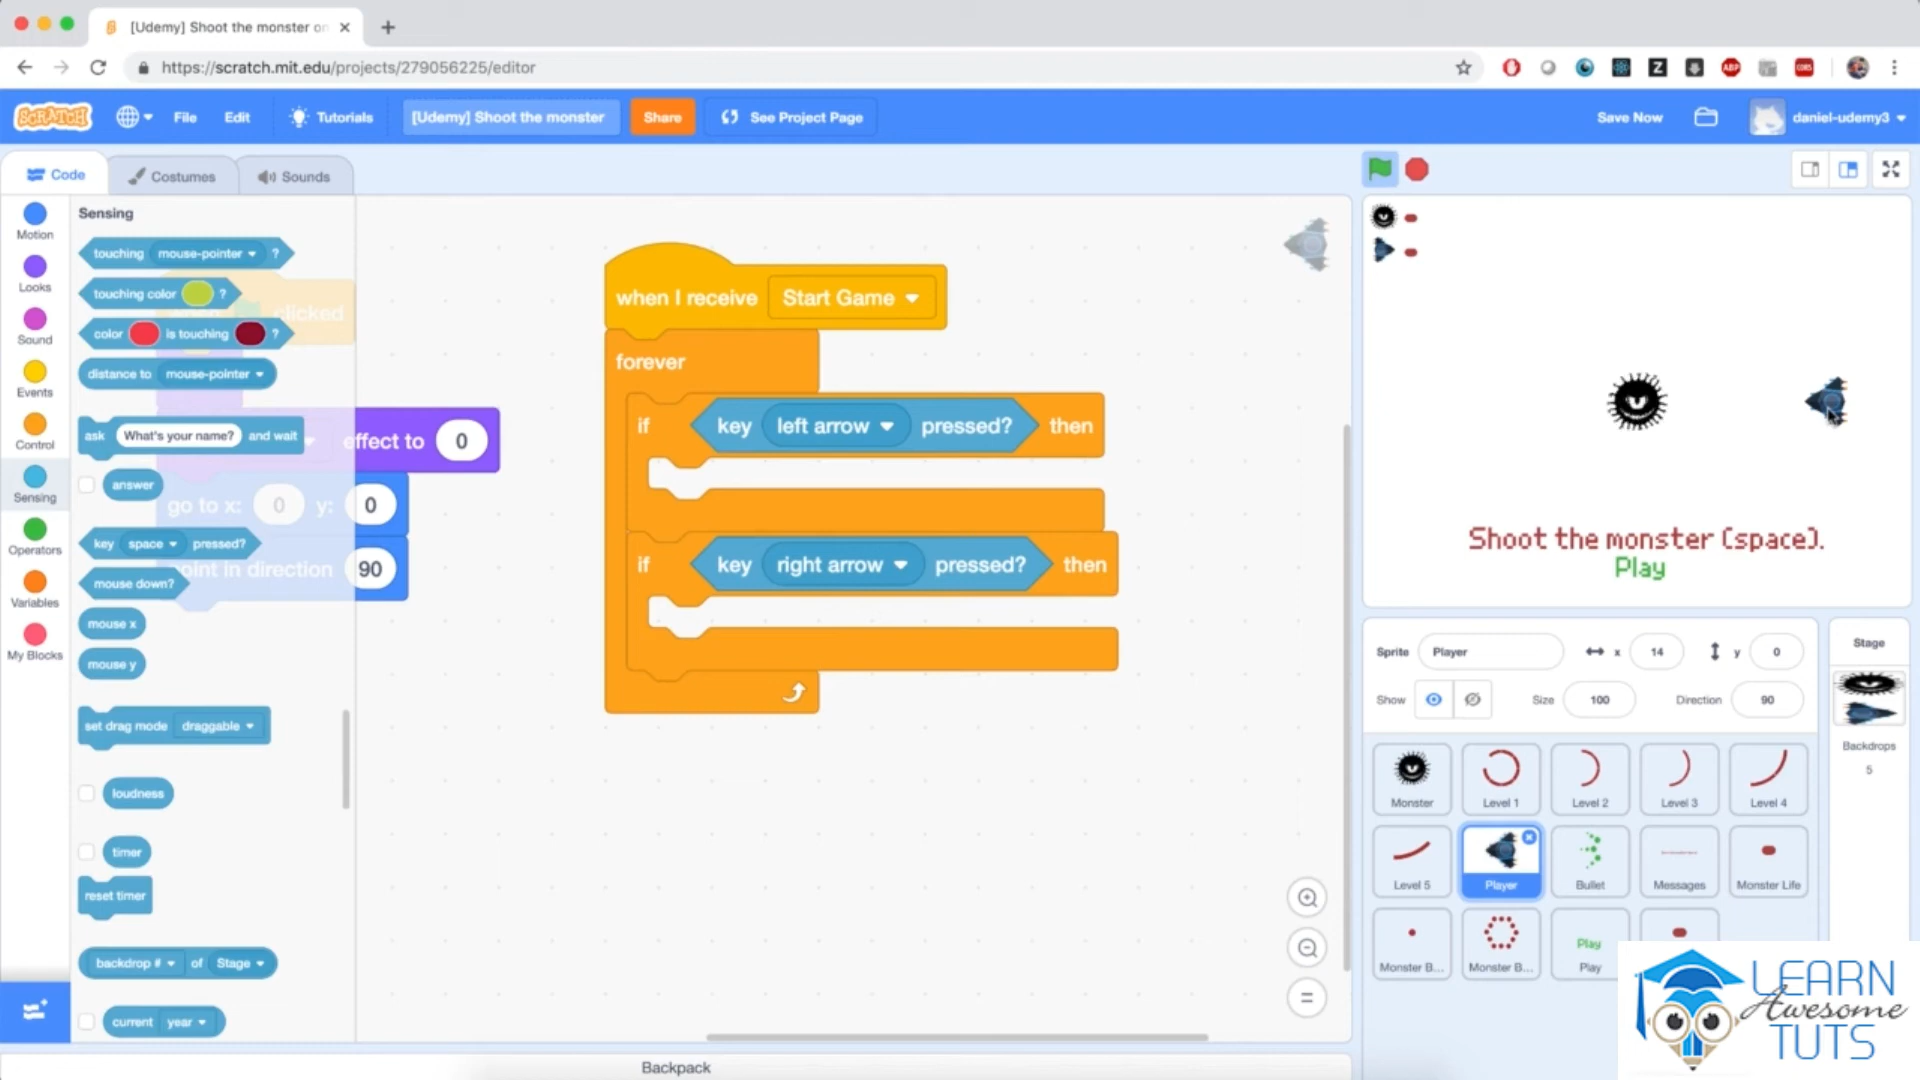 [Udemy] Shoot the monster on
https://scratch.mit.edu/projects/279056225/editor
ABP
CORS
SCRATCH
File
Edit
Tutorials
[Udemy] Shoot the monster
Share
See Project Page
Save Now
daniel-udemy3
Code
Costumes
Sounds
Motion
Looks
Sound
Events
Control
Sensing
Operators
Variables
My Blocks
Sensing
touching mouse-pointer ?
touching color ?
clicked
color is touching ?
distance to mouse-pointer
ask What's your name? and wait
effect to 0
answer
go to x: 0 y: 0
key space pressed?
point in direction 90
mouse down?
mouse x
mouse y
set drag mode draggable
loudness
timer
reset timer
backdrop # of Stage
current year
when I receive Start Game
forever
if key left arrow pressed? then
if key right arrow pressed? then
Backpack
Shoot the monster (space).
Play
Sprite Player x 14 y 0
Show Size 100 Direction 90
Stage
Backdrops
5
Monster
Level 1
Level 2
Level 3
Level 4
Level 5
Player
Bullet
Messages
Monster Life
Monster B...
Monster B...
Play
Play
LEARN
Awesome
TUTS